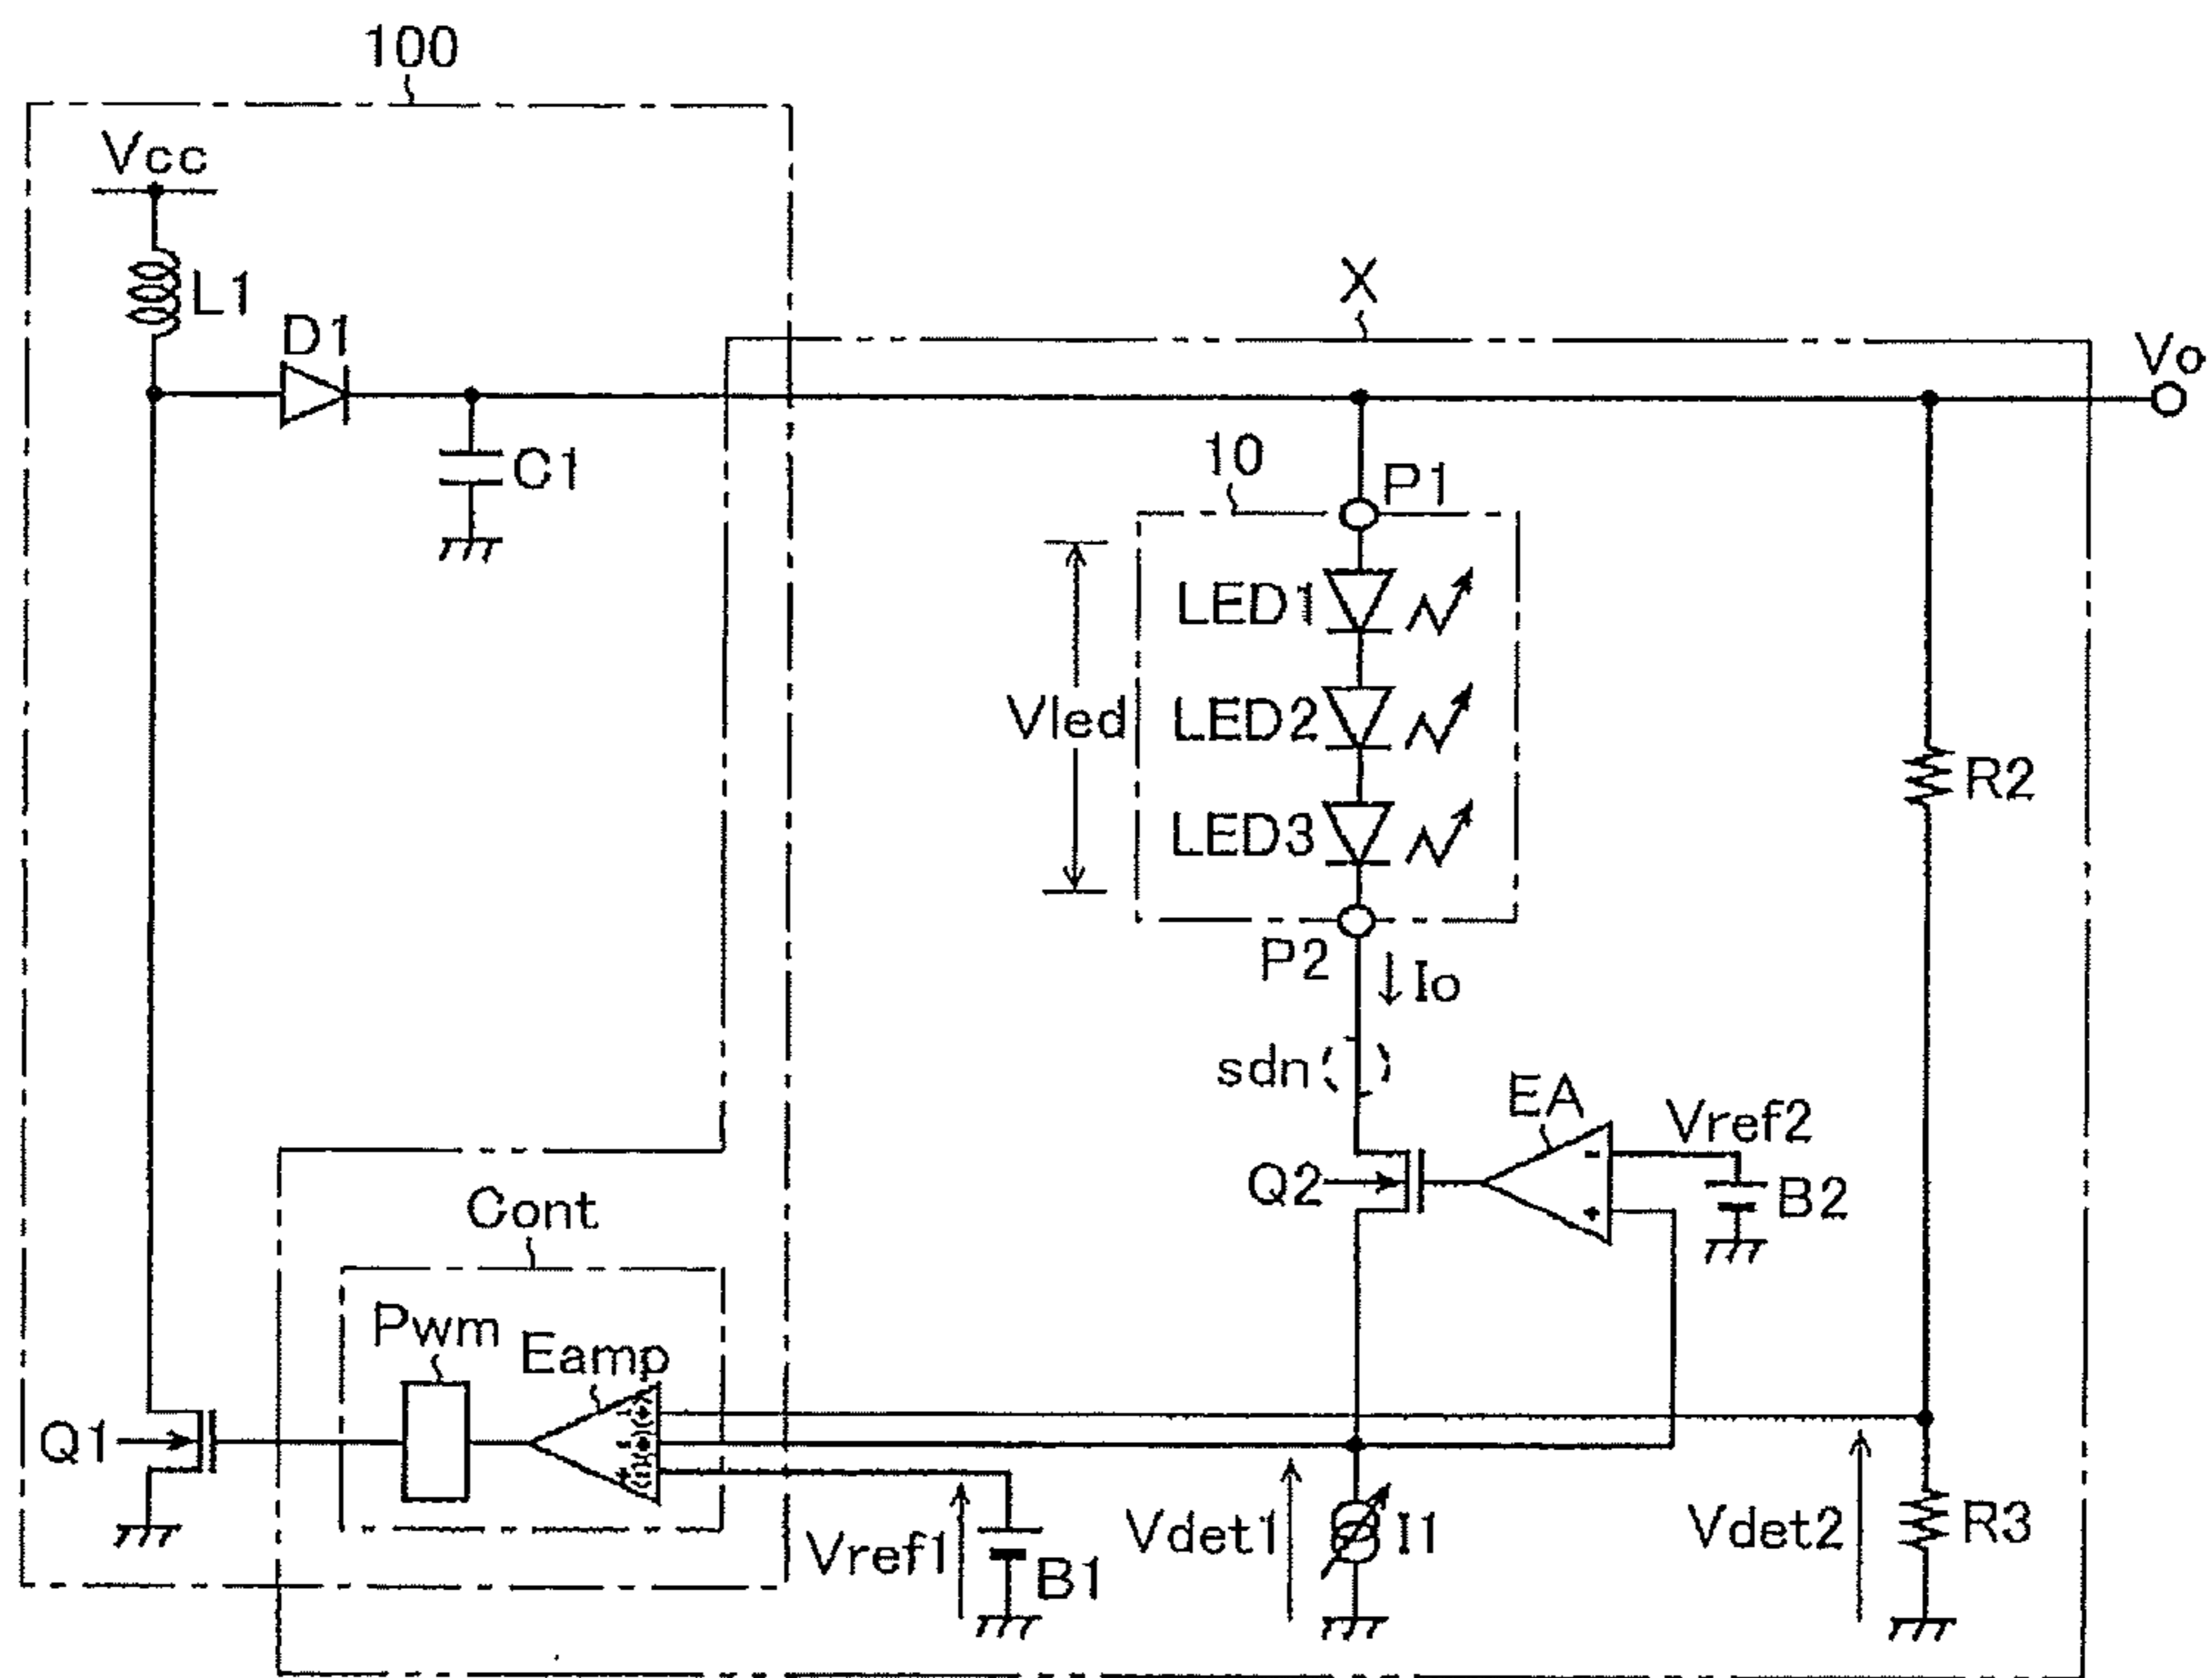 100
Vcc
L1
D1
C1
X
Vo
10
P1
LED1
Vled
LED2
LED3
R2
P2
Io
sdn
EA
Vref2
Q2
-
+
B2
Cont
Pwm
Eamp
Q1
Vref1
B1
Vdet1
I1
Vdet2
R3